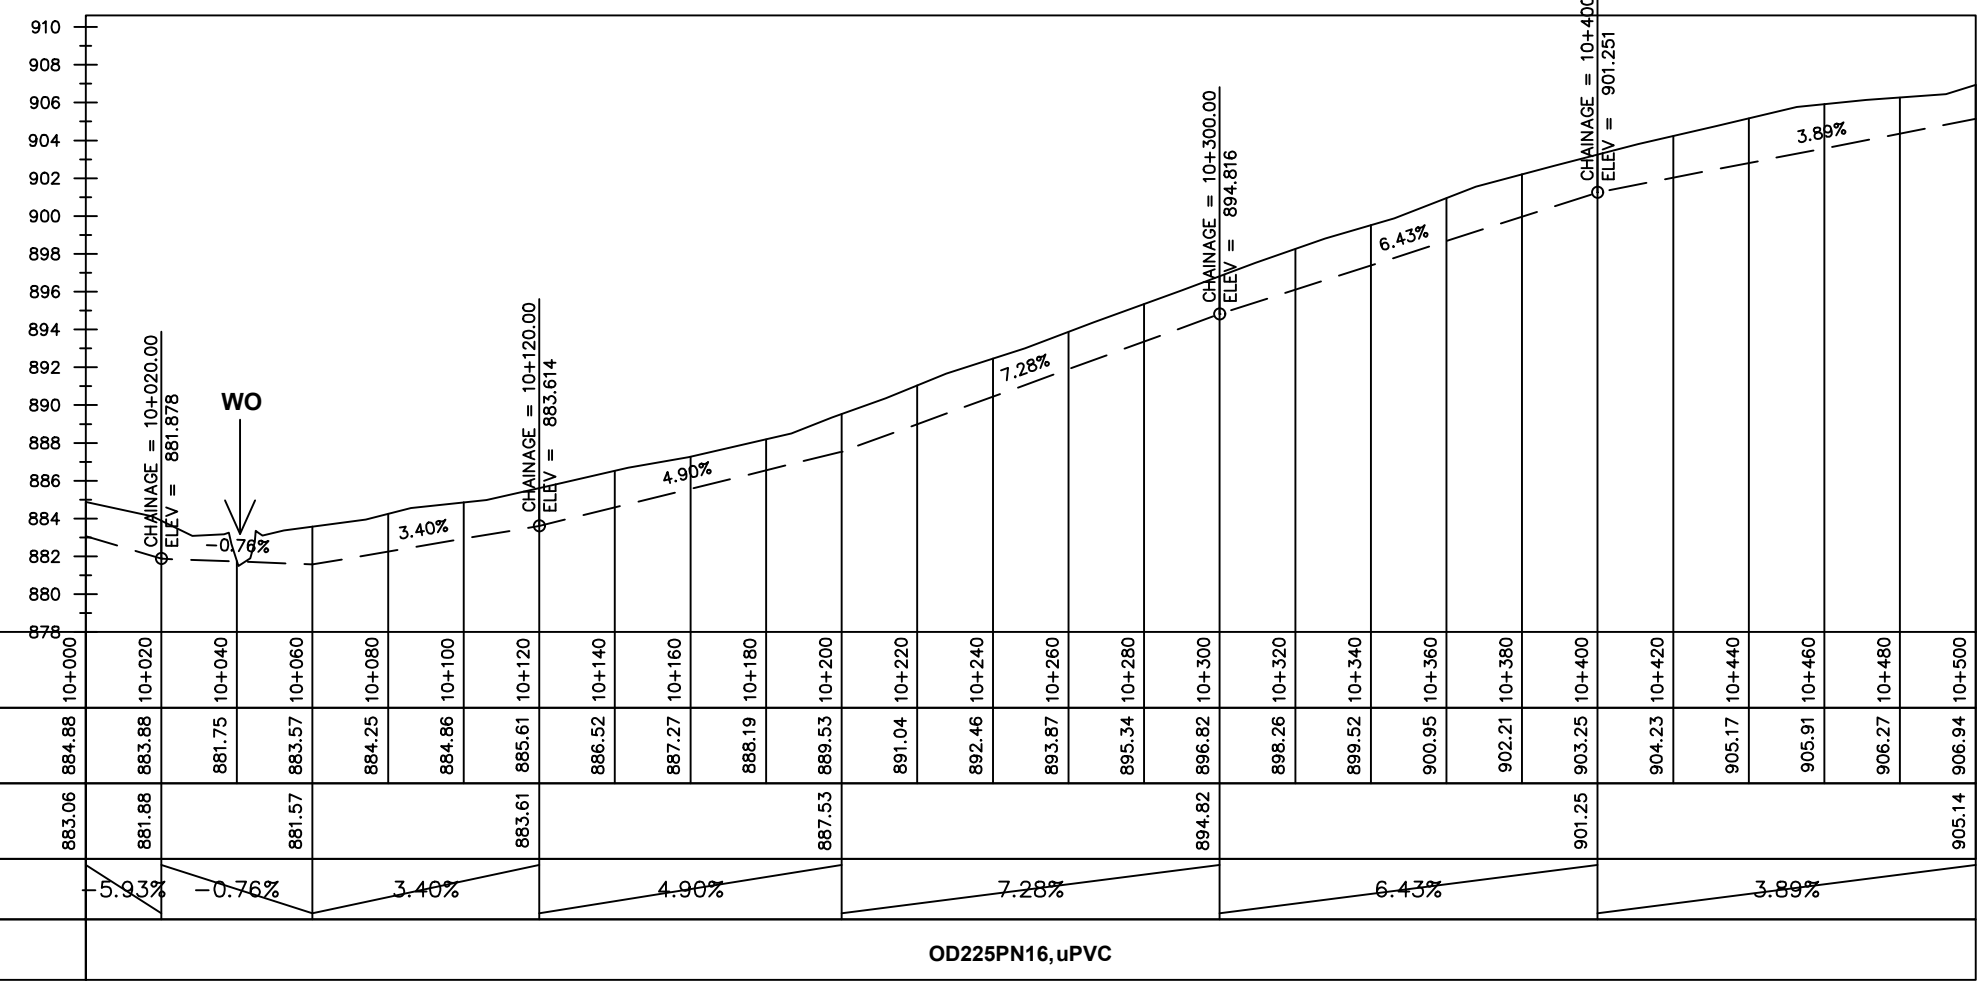 910
908
906
904
902
900
898
896
894
892
890
888
886
884
882
880
878
CHAINAGE = 10+020.00
ELEV = 881.878
WO
-0.76%
3.40%
CHAINAGE = 10+120.00
ELEV = 883.614
4.90%
7.28%
CHAINAGE = 10+300.00
ELEV = 894.816
6.43%
CHAINAGE = 10+400
ELEV = 901.251
3.89%
10+000 10+020 10+040 10+060 10+080 10+100 10+120 10+140 10+160 10+180 10+200 10+220 10+240 10+260 10+280 10+300 10+320 10+340 10+360 10+380 10+400 10+420 10+440 10+460 10+480 10+500
884.88 883.88 881.75 883.57 884.25 884.86 885.61 886.52 887.27 888.19 889.53 891.04 892.46 893.87 895.34 896.82 898.26 899.52 900.95 902.21 903.25 904.23 905.17 905.91 906.27 906.94
883.06 881.88 881.57 883.61 887.53 894.82 901.25 905.14
-5.93% -0.76% 3.40% 4.90% 7.28% 6.43% 3.89%
OD225PN16,uPVC